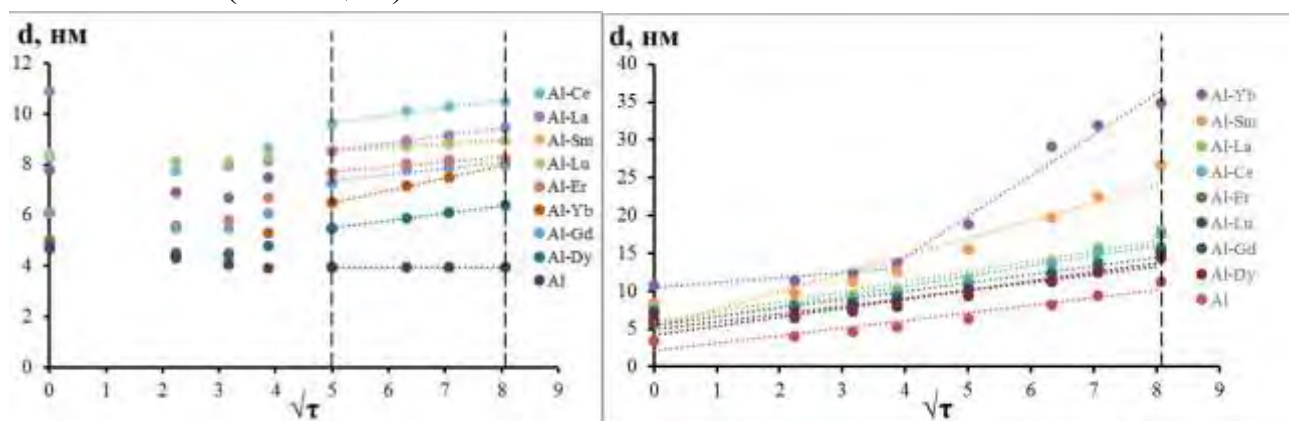 d, нм
12
10
8
6
4
2
0
0 1 2 3 4 5 6 7 8 9
√τ
Al-Ce
Al-La
Al-Sm
Al-Lu
Al-Er
Al-Yb
Al-Gd
Al-Dy
Al
d, нм
40
35
30
25
20
15
10
5
0
0 1 2 3 4 5 6 7 8 9
√τ
Al-Yb
Al-Sm
Al-La
Al-Ce
Al-Er
Al-Lu
Al-Gd
Al-Dy
Al